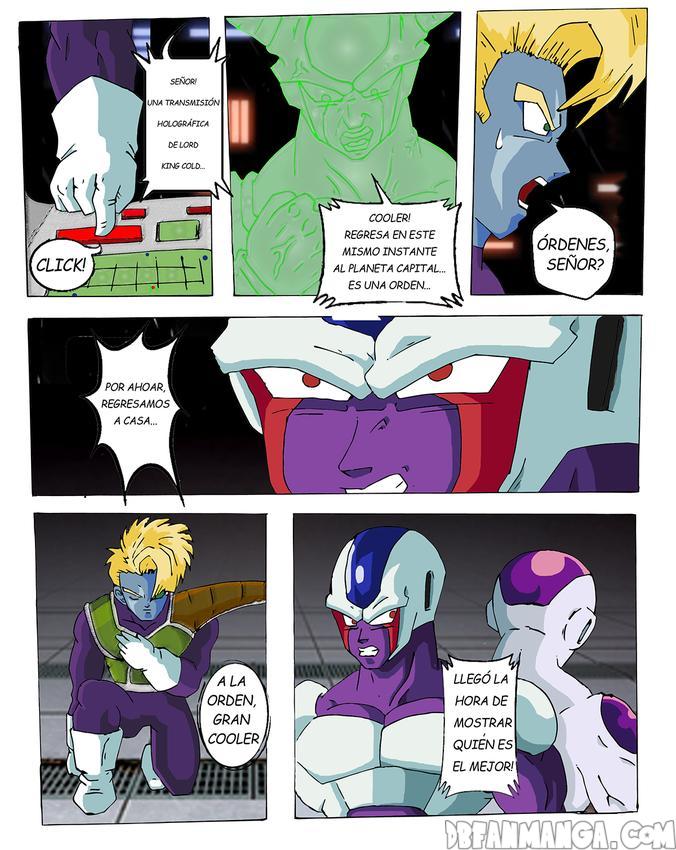 SEÑOR!
UNA TRANSMISIÓN
HOLOGRÁFICA
DE LORD
KING COLD...
CLICK!
COOLER!
REGRESA EN ESTE
MISMO INSTANTE
AL PLANETA CAPITAL...
ES UNA ORDEN...
ÓRDENES,
SEÑOR?
POR AHOAR,
REGRESAMOS
A CASA...
A LA
ORDEN,
GRAN
COOLER
LLEGÓ LA
HORA DE
MOSTRAR
QUIÉN ES
EL MEJOR!
DBFANMANGA.COM